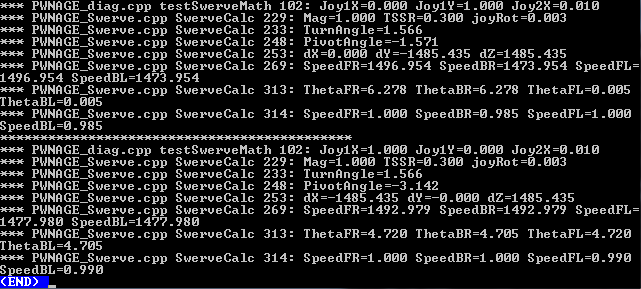 *** PWNAGE_diag.cpp testSwerveMath 102: Joy1X=0.000 Joy1Y=1.000 Joy2X=0.010
*** PWNAGE_Swerve.cpp SwerveCalc 229: Mag=1.000 TSSR=0.300 joyRot=0.003
*** PWNAGE_Swerve.cpp SwerveCalc 233: TurnAngle=1.566
*** PWNAGE_Swerve.cpp SwerveCalc 248: PivotAngle=-1.571
*** PWNAGE_Swerve.cpp SwerveCalc 253: dX=0.000 dY=-1485.435 dZ=1485.435
*** PWNAGE_Swerve.cpp SwerveCalc 269: SpeedFR=1496.954 SpeedBR=1473.954 SpeedFL=
1496.954 SpeedBL=1473.954
*** PWNAGE_Swerve.cpp SwerveCalc 313: ThetaFR=6.278 ThetaBR=6.278 ThetaFL=0.005
ThetaBL=0.005
*** PWNAGE_Swerve.cpp SwerveCalc 314: SpeedFR=1.000 SpeedBR=0.985 SpeedFL=1.000
SpeedBL=0.985
************************************************
*** PWNAGE_diag.cpp testSwerveMath 102: Joy1X=1.000 Joy1Y=0.000 Joy2X=0.010
*** PWNAGE_Swerve.cpp SwerveCalc 229: Mag=1.000 TSSR=0.300 joyRot=0.003
*** PWNAGE_Swerve.cpp SwerveCalc 233: TurnAngle=1.566
*** PWNAGE_Swerve.cpp SwerveCalc 248: PivotAngle=-3.142
*** PWNAGE_Swerve.cpp SwerveCalc 253: dX=-1485.435 dY=-0.000 dZ=1485.435
*** PWNAGE_Swerve.cpp SwerveCalc 269: SpeedFR=1492.979 SpeedBR=1492.979 SpeedFL=
1477.980 SpeedBL=1477.980
*** PWNAGE_Swerve.cpp SwerveCalc 313: ThetaFR=4.720 ThetaBR=4.705 ThetaFL=4.720
ThetaBL=4.705
*** PWNAGE_Swerve.cpp SwerveCalc 314: SpeedFR=1.000 SpeedBR=1.000 SpeedFL=0.990
SpeedBL=0.990
(END)